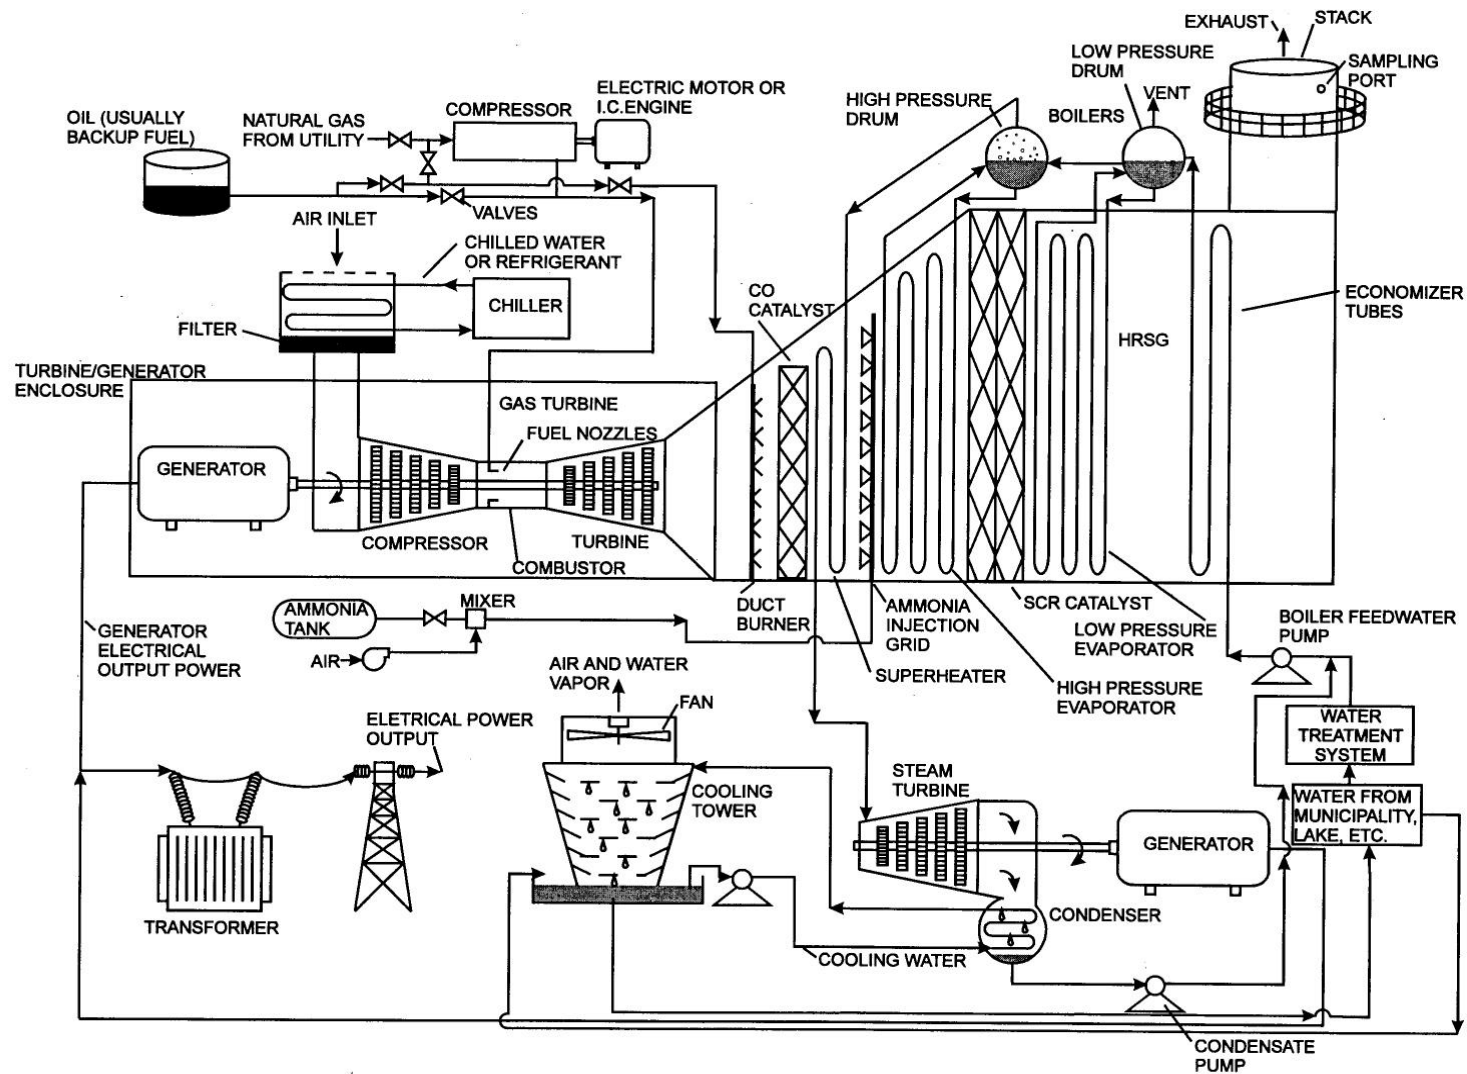 EXHAUST
STACK
SAMPLING
PORT
LOW PRESSURE
DRUM
VENT
HIGH PRESSURE
DRUM
BOILERS
ELECTRIC MOTOR OR
I.C.ENGINE
COMPRESSOR
NATURAL GAS
FROM UTILITY
OIL (USUALLY
BACKUP FUEL)
VALVES
AIR INLET
CHILLED WATER
OR REFRIGERANT
CHILLER
FILTER
CO
CATALYST
ECONOMIZER
TUBES
HRSG
TURBINE/GENERATOR
ENCLOSURE
GAS TURBINE
FUEL NOZZLES
GENERATOR
COMPRESSOR
TURBINE
COMBUSTOR
AMMONIA
TANK
MIXER
AIR
DUCT
BURNER
AMMONIA
INJECTION
GRID
SCR CATALYST
LOW PRESSURE
EVAPORATOR
BOILER FEEDWATER
PUMP
SUPERHEATER
HIGH PRESSURE
EVAPORATOR
GENERATOR
ELECTRICAL
OUTPUT POWER
AIR AND WATER
VAPOR
FAN
ELETRICAL POWER
OUTPUT
WATER
TREATMENT
SYSTEM
STEAM
TURBINE
COOLING
TOWER
WATER FROM
MUNICIPALITY,
LAKE, ETC.
GENERATOR
TRANSFORMER
CONDENSER
COOLING WATER
CONDENSATE
PUMP